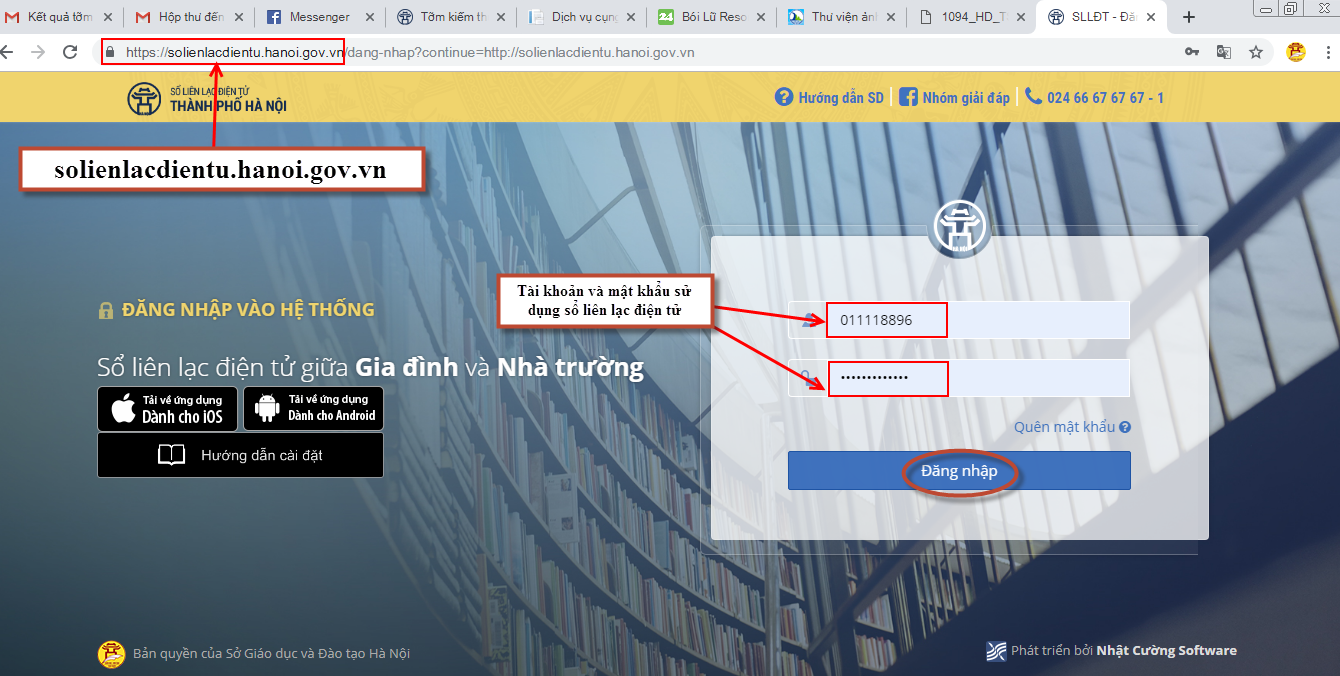 Kết quả tờm
Hộp thư đến
Messenger
Tờm kiếm th
Dịch vụ cung
Bói Lữ Reso
Thư viện ảnh
1094_HD_T
SLLĐT - Đăn
https://solienlacdientu.hanoi.gov.vn/dang-nhap?continue=http://solienlacdientu.hanoi.gov.vn
SỔ LIÊN LẠC ĐIỆN TỬ
THÀNH PHỐ HÀ NỘI
Hướng dẫn SD
Nhóm giải đáp
024 66 67 67 67 - 1
solienlacdientu.hanoi.gov.vn
HÀ NỘI
Tài khoản và mật khẩu sử
dụng sổ liên lạc điện tử
011118896
•••••••••••••
Quên mật khẩu
Đăng nhập
ĐĂNG NHẬP VÀO HỆ THỐNG
Sổ liên lạc điện tử giữa Gia đình và Nhà trường
Tải về ứng dụng
Dành cho iOS
Tải về ứng dụng
Dành cho Android
Hướng dẫn cài đặt
Bản quyền của Sở Giáo dục và Đào tạo Hà Nội
Phát triển bởi Nhật Cường Software